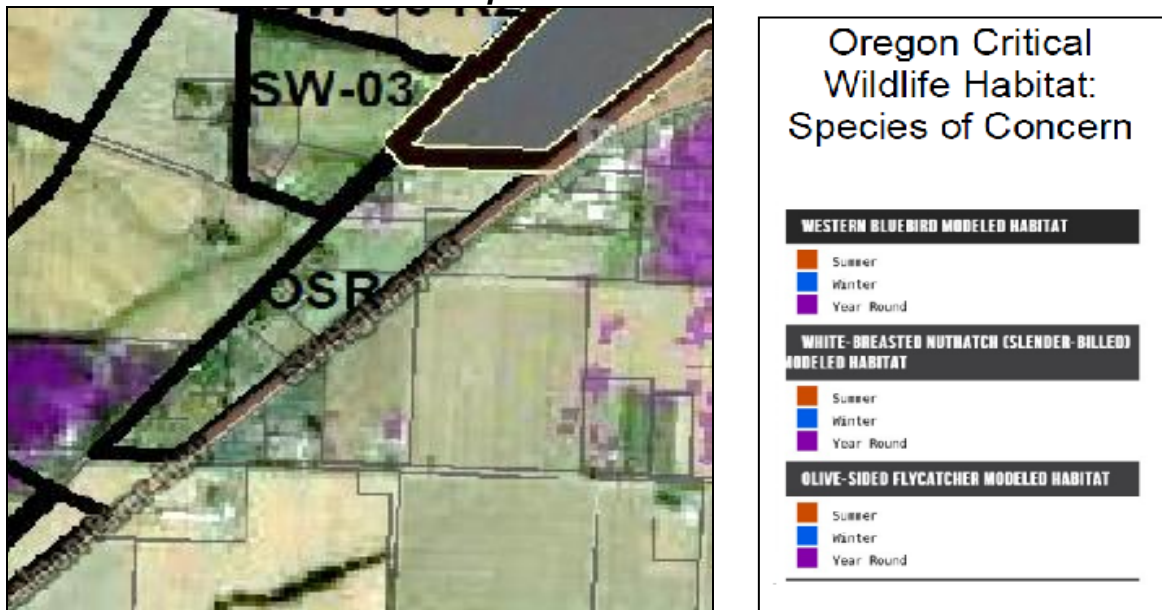 SW-03
OSR
Oregon Critical
Wildlife Habitat:
Species of Concern
WESTERN BLUEBIRD MODELED HABITAT
Summer
Winter
Year Round
WHITE-BREASTED NUTHATCH (SLENDER-BILLED)
MODELED HABITAT
Summer
Winter
Year Round
OLIVE-SIDED FLYCATCHER MODELED HABITAT
Summer
Winter
Year Round